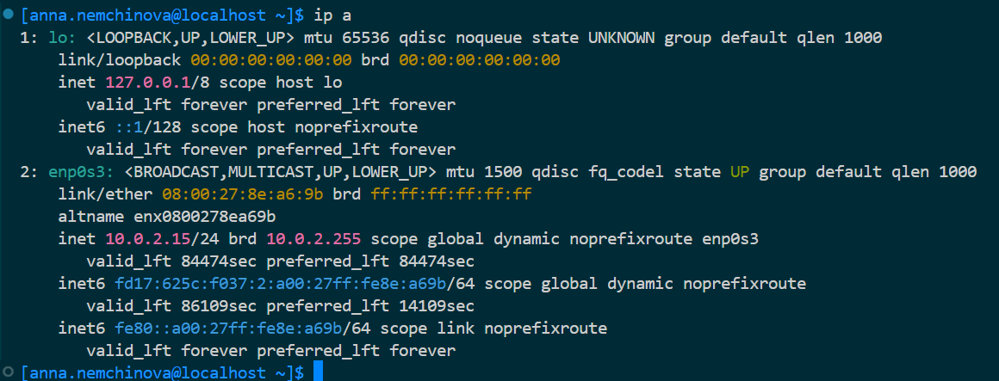 [anna.nemchinova@localhost ~]$ ip a
1: lo: <LOOPBACK,UP,LOWER_UP> mtu 65536 qdisc noqueue state UNKNOWN group default qlen 1000
    link/loopback 00:00:00:00:00:00 brd 00:00:00:00:00:00
    inet 127.0.0.1/8 scope host lo
       valid_lft forever preferred_lft forever
    inet6 ::1/128 scope host noprefixroute
       valid_lft forever preferred_lft forever
2: enp0s3: <BROADCAST,MULTICAST,UP,LOWER_UP> mtu 1500 qdisc fq_codel state UP group default qlen 1000
    link/ether 08:00:27:8e:a6:9b brd ff:ff:ff:ff:ff:ff
    altname enx0800278ea69b
    inet 10.0.2.15/24 brd 10.0.2.255 scope global dynamic noprefixroute enp0s3
       valid_lft 84474sec preferred_lft 84474sec
    inet6 fd17:625c:f037:2:a00:27ff:fe8e:a69b/64 scope global dynamic noprefixroute
       valid_lft 86109sec preferred_lft 14109sec
    inet6 fe80::a00:27ff:fe8e:a69b/64 scope link noprefixroute
       valid_lft forever preferred_lft forever
[anna.nemchinova@localhost ~]$